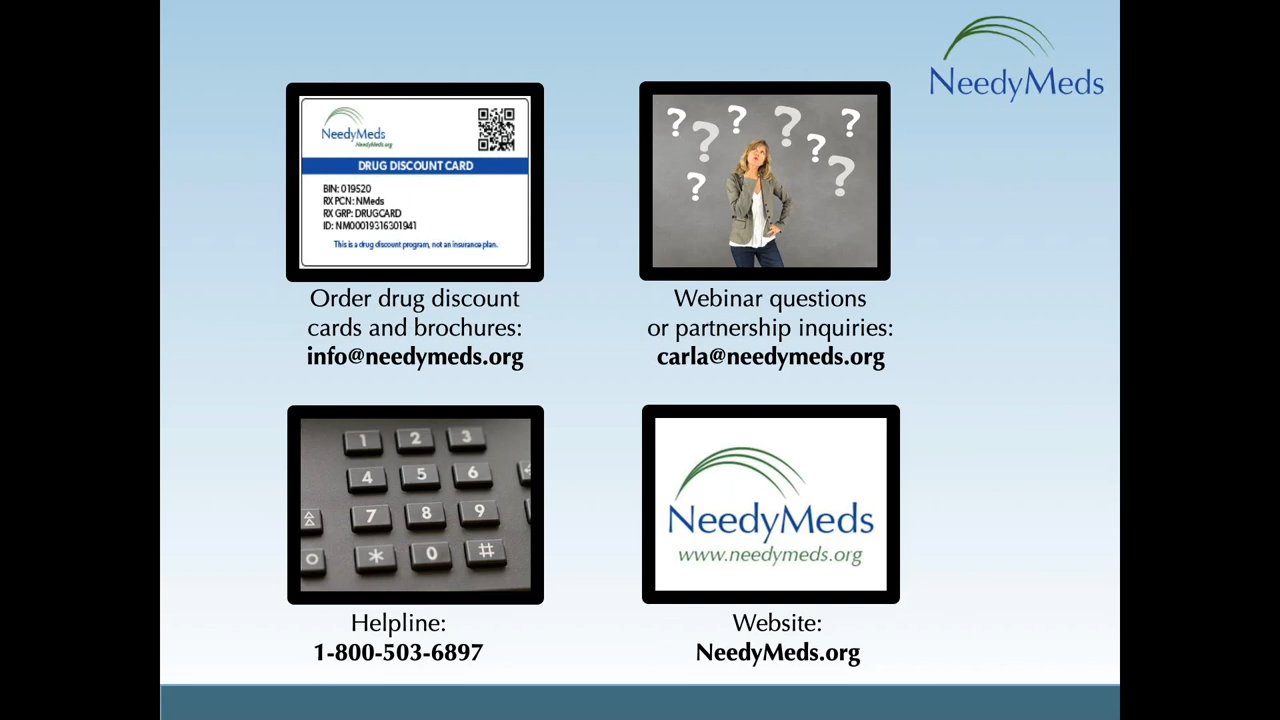 NeedyMeds
NeedyMeds
NeedyMeds.org
DRUG DISCOUNT CARD
BIN: 019520
RX PCN: NMeds
RX GRP: DRUGCARD
ID: NM00019316301941
This is a drug discount program, not an insurance plan.
Order drug discount
cards and brochures:
info@needymeds.org
? ? ? ? ? ? ? ?
Webinar questions
or partnership inquiries:
carla@needymeds.org
1 2 3
4 5 6
7 8 9
* 0 #
Helpline:
1-800-503-6897
NeedyMeds
www.needymeds.org
Website:
NeedyMeds.org